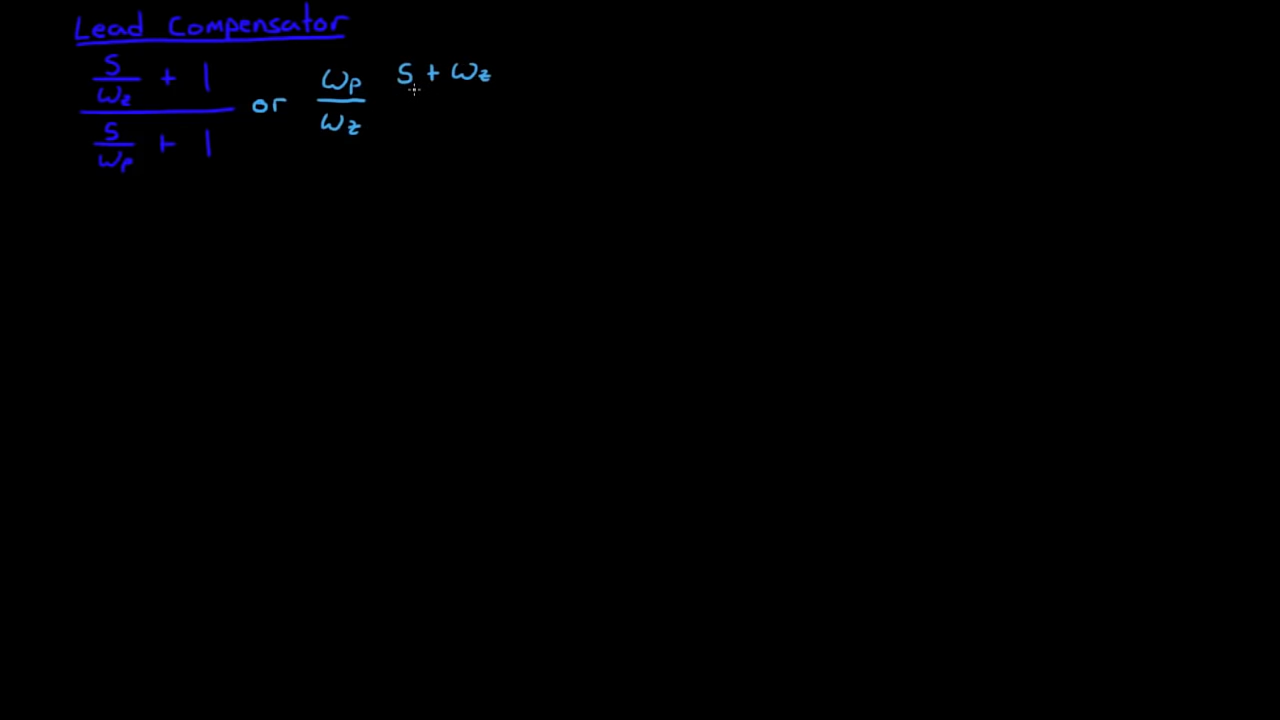 Lead Compensator
s/ωz + 1 / s/ωp + 1 or ωp/ωz s + ωz